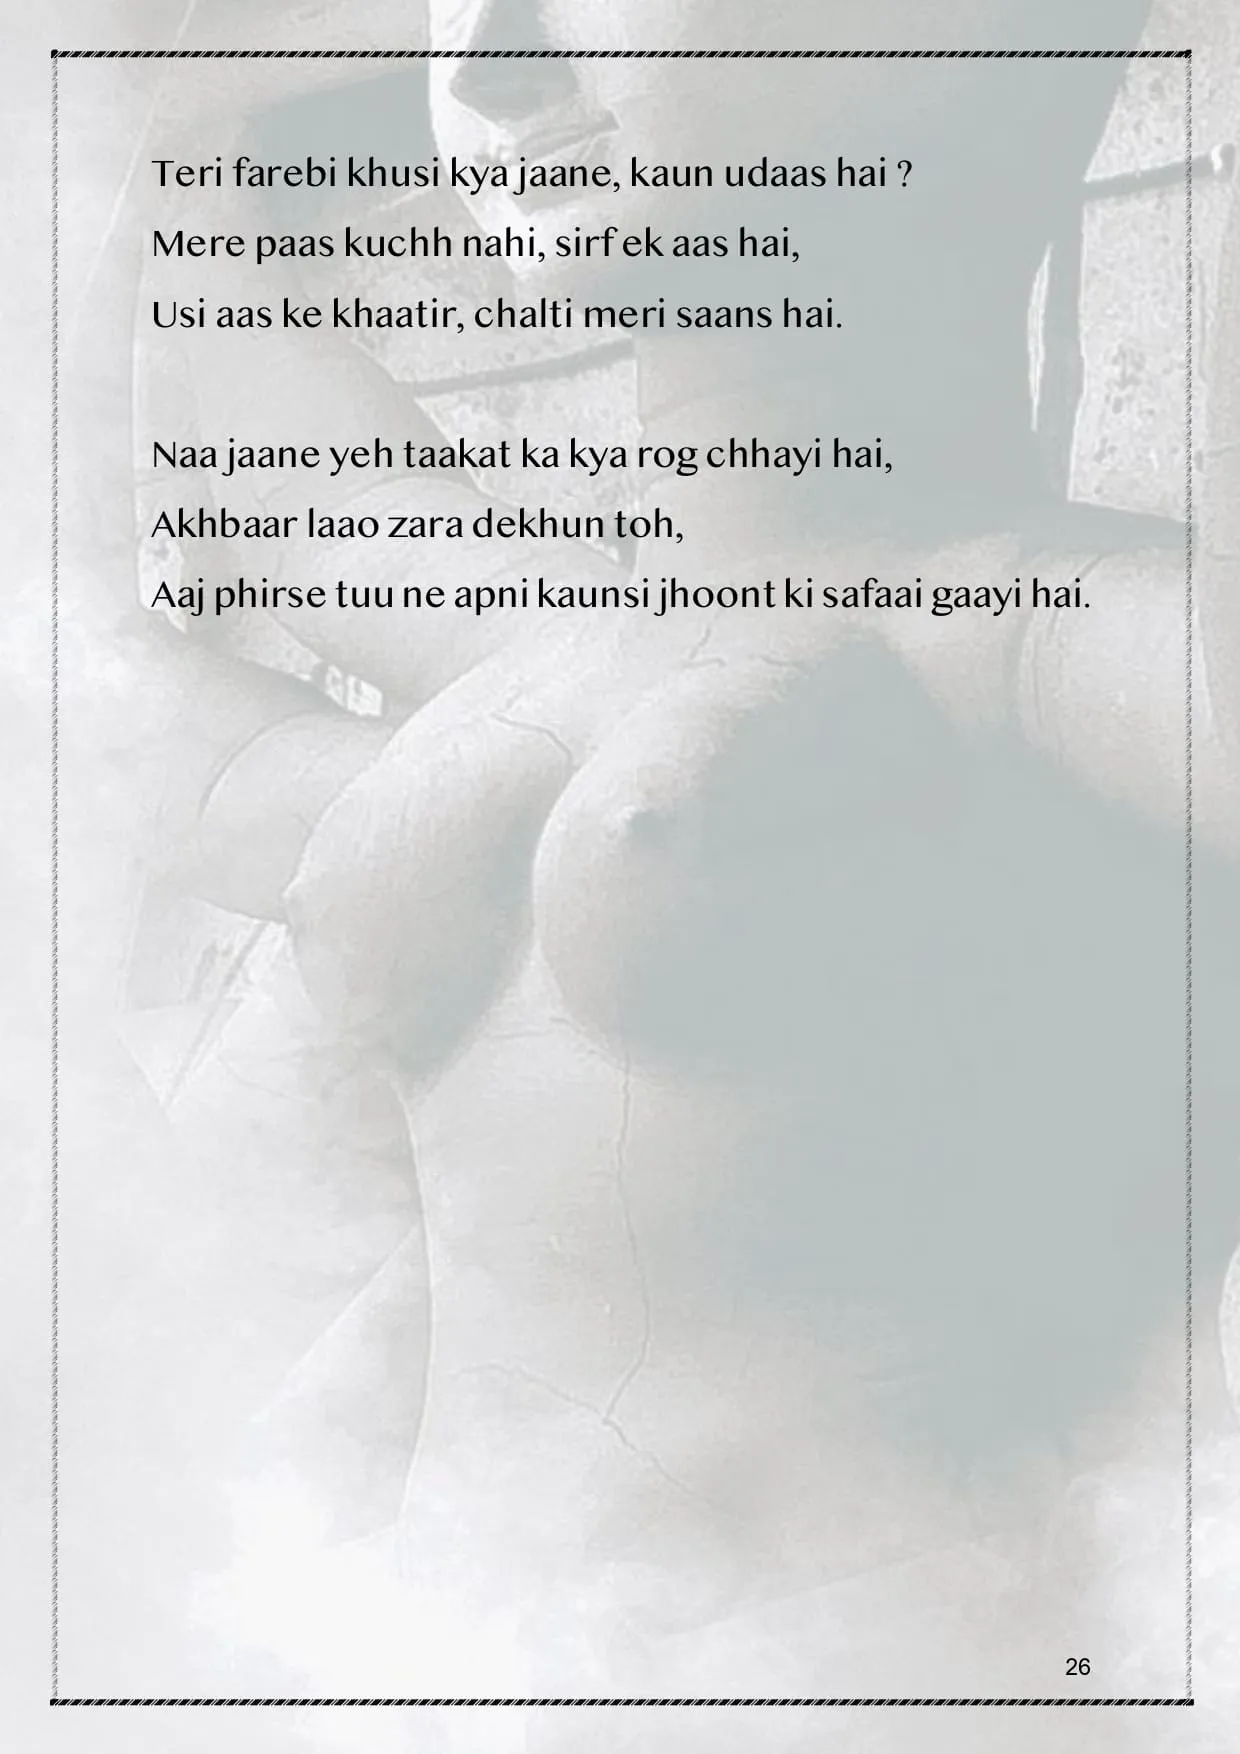 Teri farebi khusi kya jaane, kaun udaas hai ?
Mere paas kuchh nahi, sirf ek aas hai,
Usi aas ke khaatir, chalti meri saans hai.
Naa jaane yeh taakat ka kya rog chhayi hai,
Akhbaar laao zara dekhun toh,
Aaj phirse tuu ne apni kaunsi jhoont ki safaai gaayi hai.
26